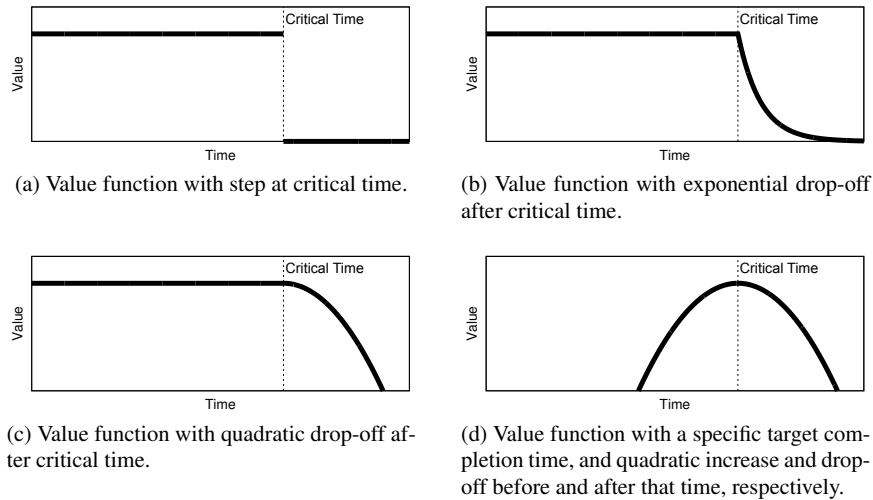 Critical Time
Value
Time
(a) Value function with step at critical time.
Critical Time
Value
Time
(b) Value function with exponential drop-off
after critical time.
Critical Time
Value
Time
(c) Value function with quadratic drop-off af-
ter critical time.
Critical Time
Value
Time
(d) Value function with a specific target com-
pletion time, and quadratic increase and drop-
off before and after that time, respectively.